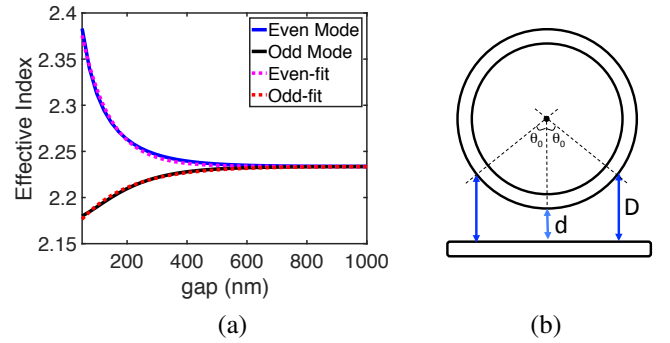 2.4
2.35
2.3
2.25
2.2
2.15
Effective Index
Even Mode
Odd Mode
Even-fit
Odd-fit
200 400 600 800 1000
gap (nm)
(a)
θ₀ θ₀
d
D
(b)